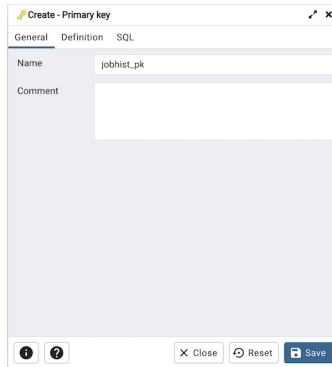 Create - Primary key
General Definition SQL
Name jobhist_pk
Comment
Close Reset Save